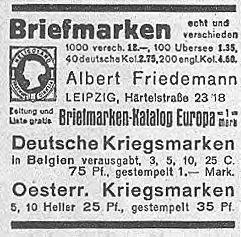 Briefmarken echt und verschieden
1000 versch. 12.—, 100 Übersee 1.35,
40 deutsche Kol. 2.75, 200 engl. Kol. 4.50.
HELIGOLAND
Albert Friedemann
LEIPZIG, Härtelstraße 23/18
Zeitung und Liste gratis Briefmarken-Katalog Europa 1 mark
Deutsche Kriegsmarken
in Belgien verausgabt, 3, 5, 10, 25 C.
75 Pf., gestempelt 1.— Mark.
Oesterr. Kriegsmarken
5, 10 Heller 25 Pf., gestempelt 35 Pf.